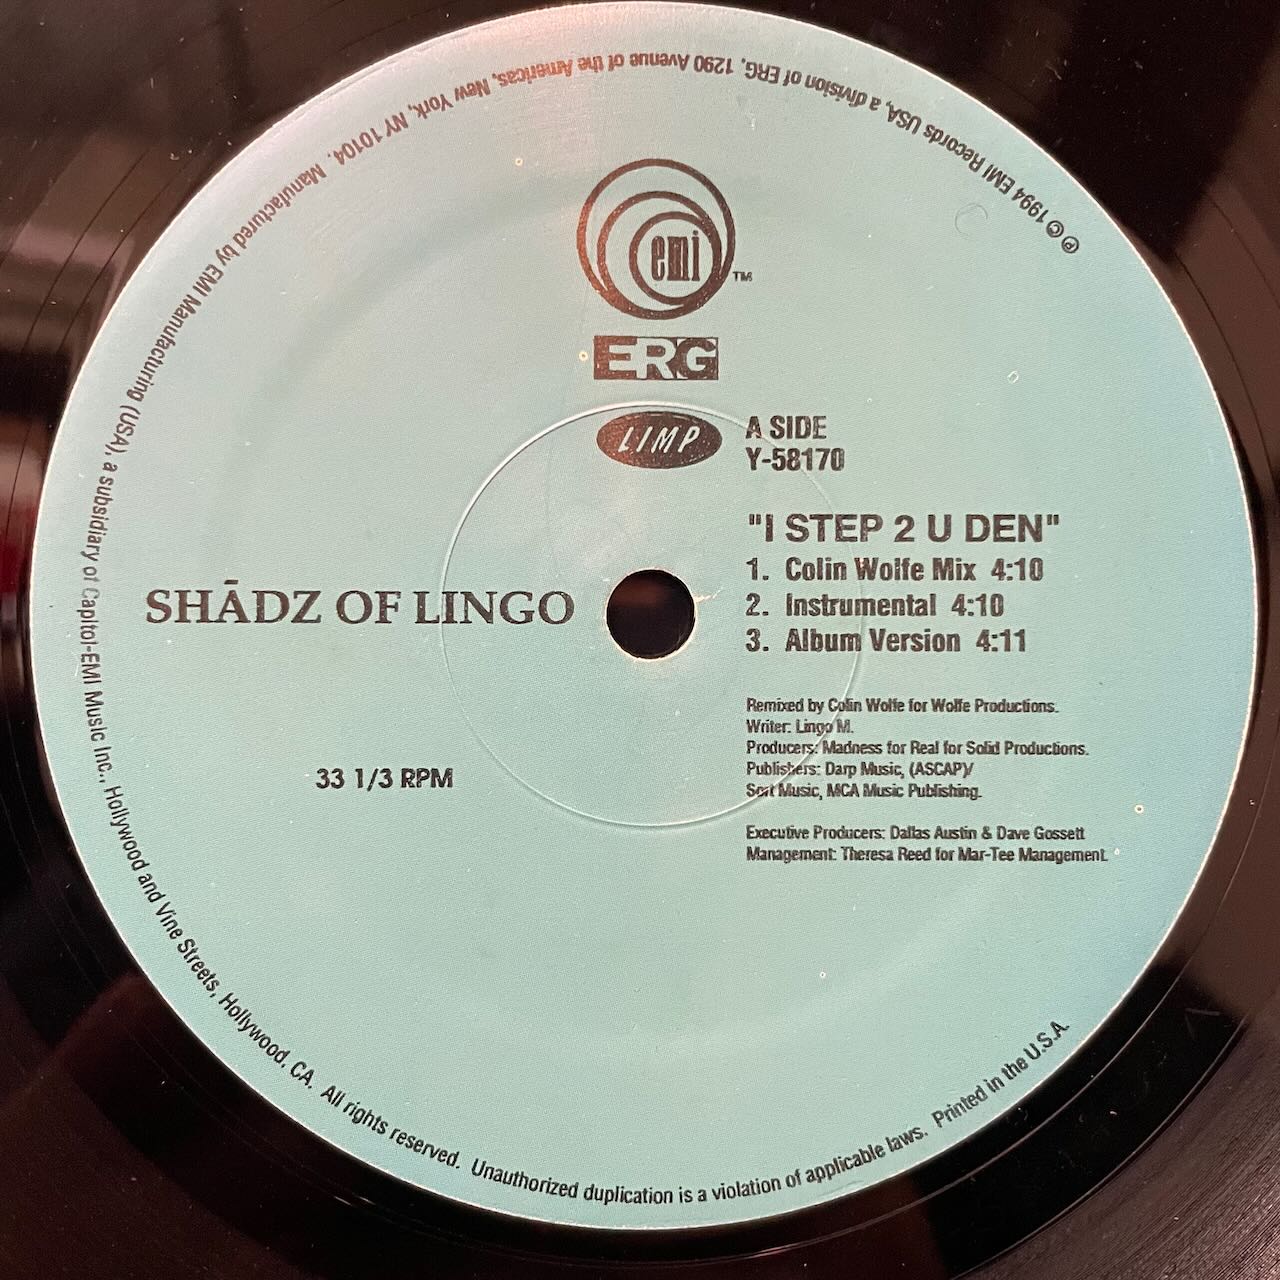 ℗ © 1994 EMI Records USA, a division of ERG, 1290 Avenue of the Americas, New York, NY 10104. Manufactured by EMI Manufacturing (USA), a subsidiary of Capitol-EMI Music Inc., Hollywood and Vine Streets, Hollywood, CA. All rights reserved. Unauthorized duplication is a violation of applicable laws. Printed in the U.S.A.
emi TM
ERG
LIMP
A SIDE
Y-58170
"I STEP 2 U DEN"
1. Colin Wolfe Mix 4:10
2. Instrumental 4:10
3. Album Version 4:11
SHĀDZ OF LINGO
33 1/3 RPM
Remixed by Colin Wolfe for Wolfe Productions.
Writer: Lingo M.
Producers: Madness for Real for Solid Productions.
Publishers: Darp Music, (ASCAP)/
Sort Music, MCA Music Publishing.
Executive Producers: Dallas Austin & Dave Gossett
Management: Theresa Reed for Mar-Tee Management.